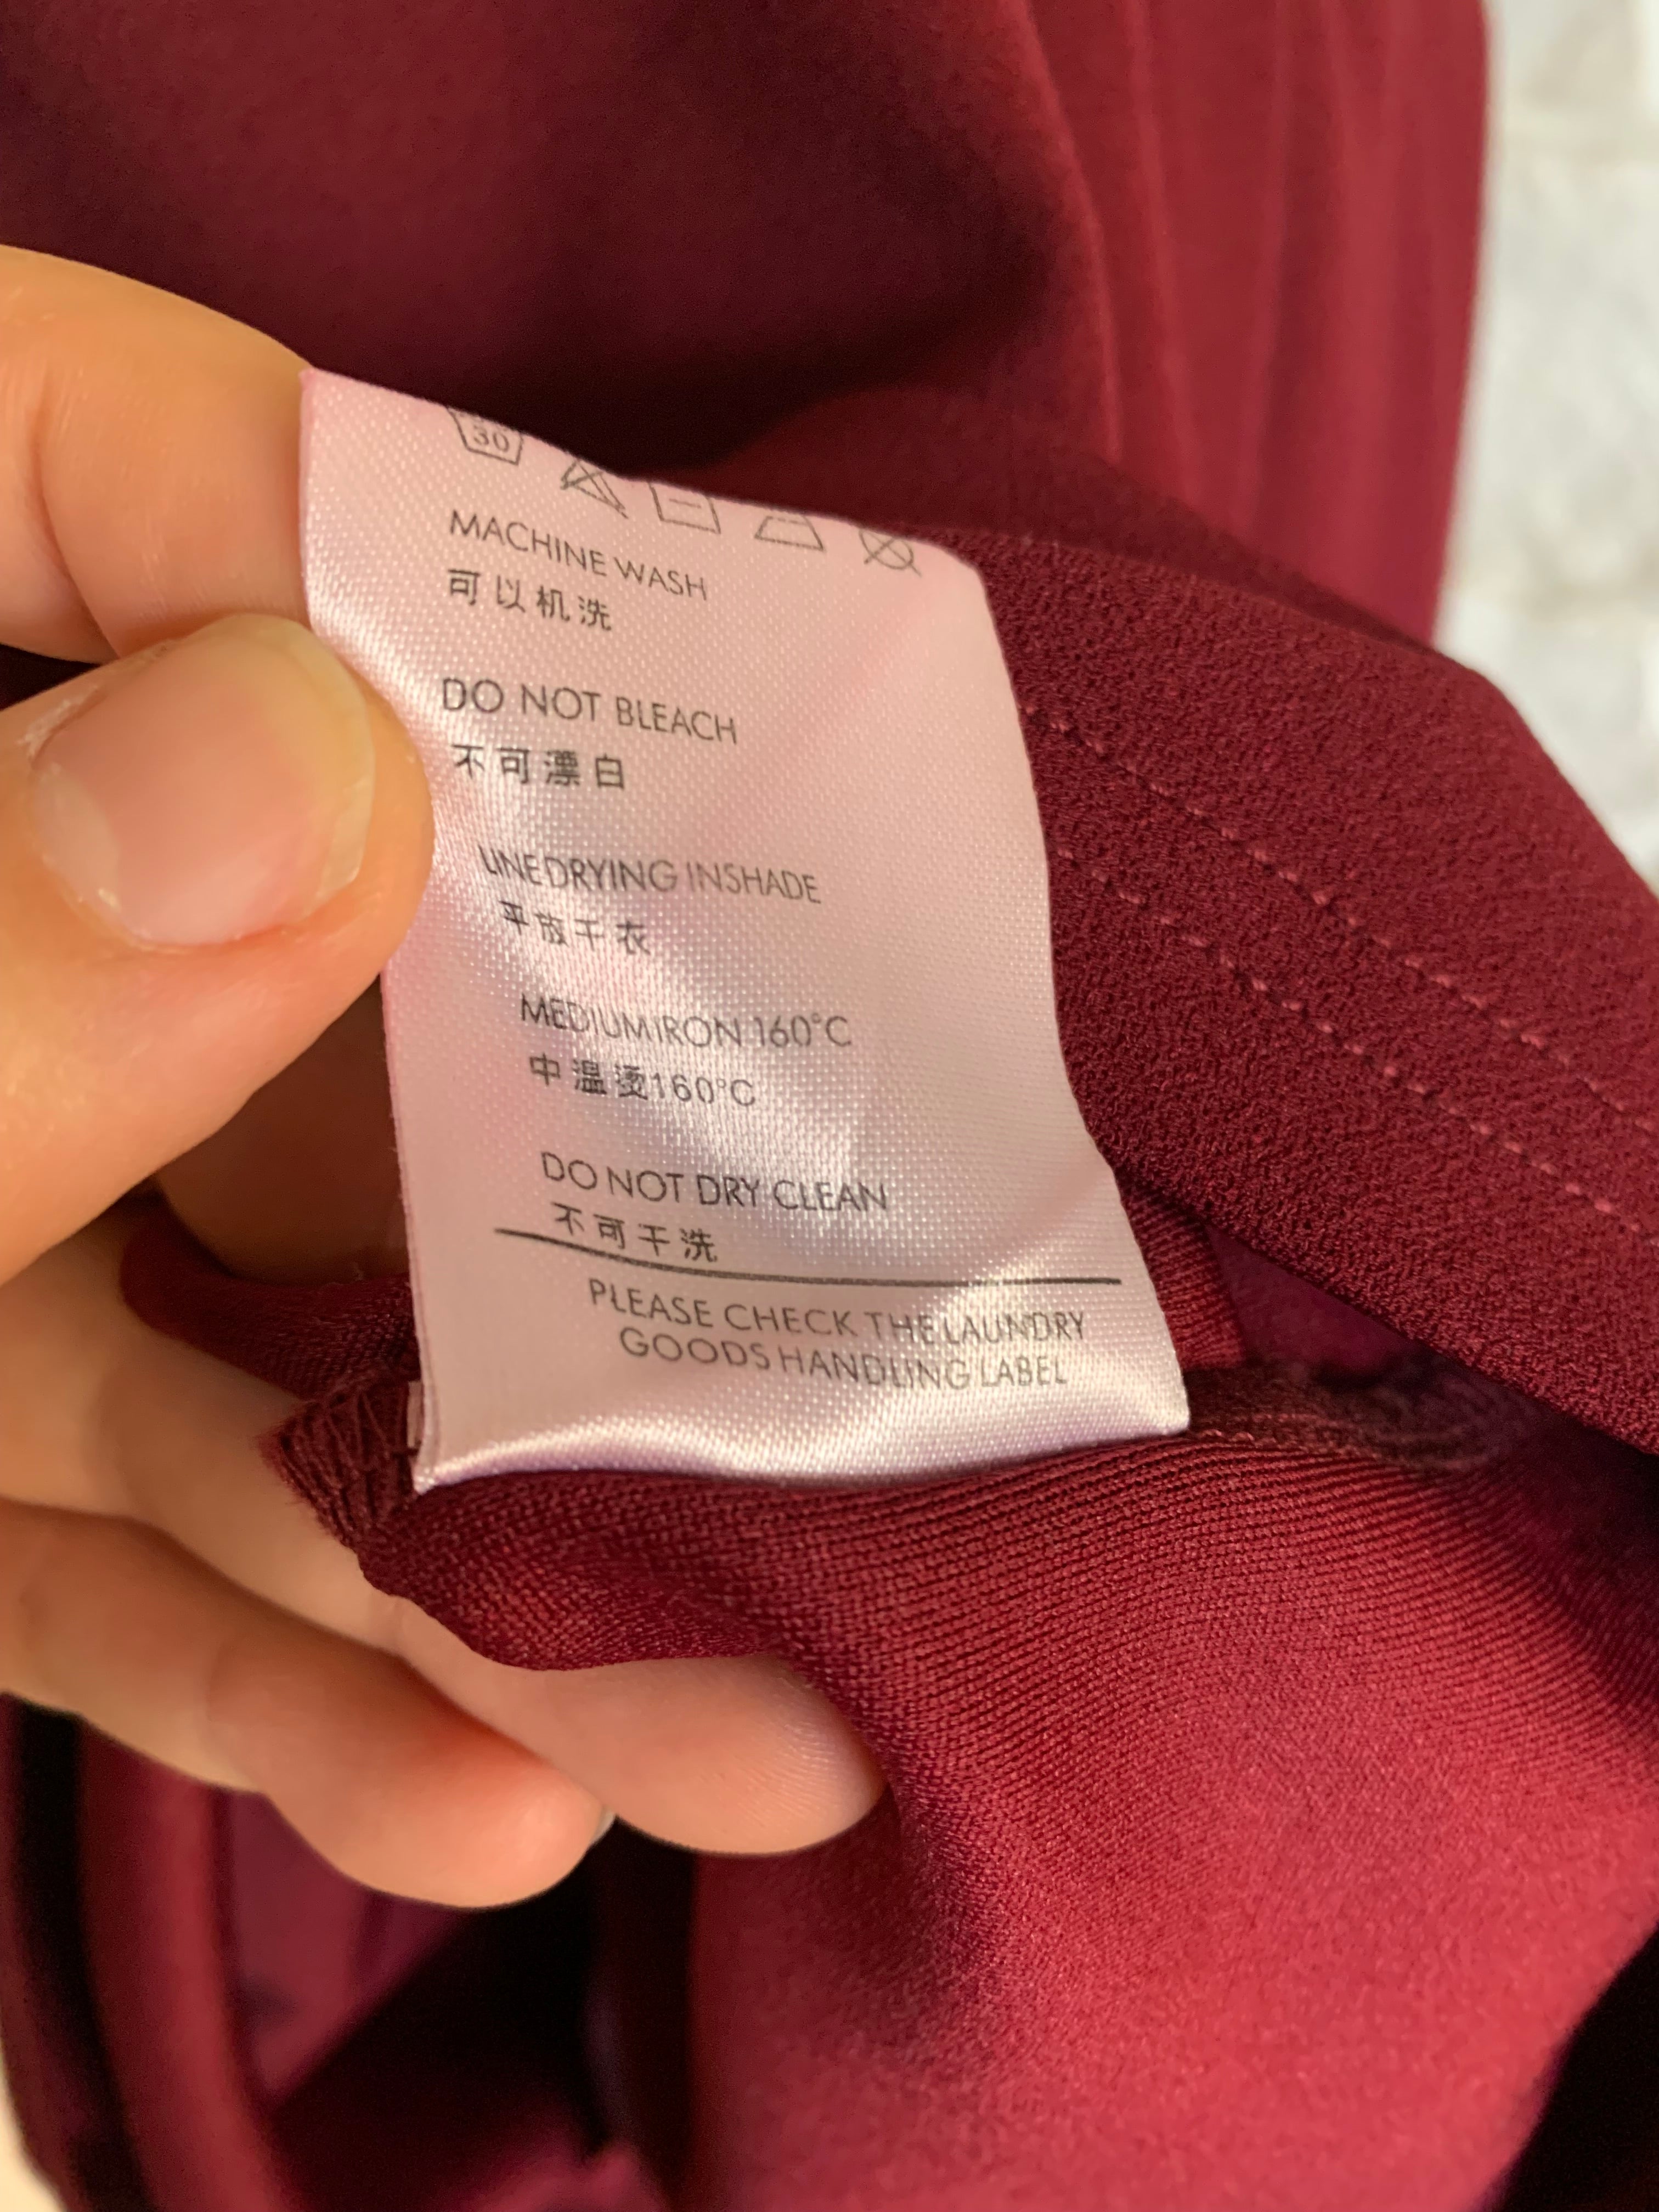 30
MACHINE WASH
可以机洗
DO NOT BLEACH
不可漂白
LINEDRYING INSHADE
平放干衣
MEDIUMIRON 160°C
中温烫160°C
DO NOT DRY CLEAN
不可干洗
PLEASE CHECK THE LAUNDRY
GOODS HANDLING LABEL